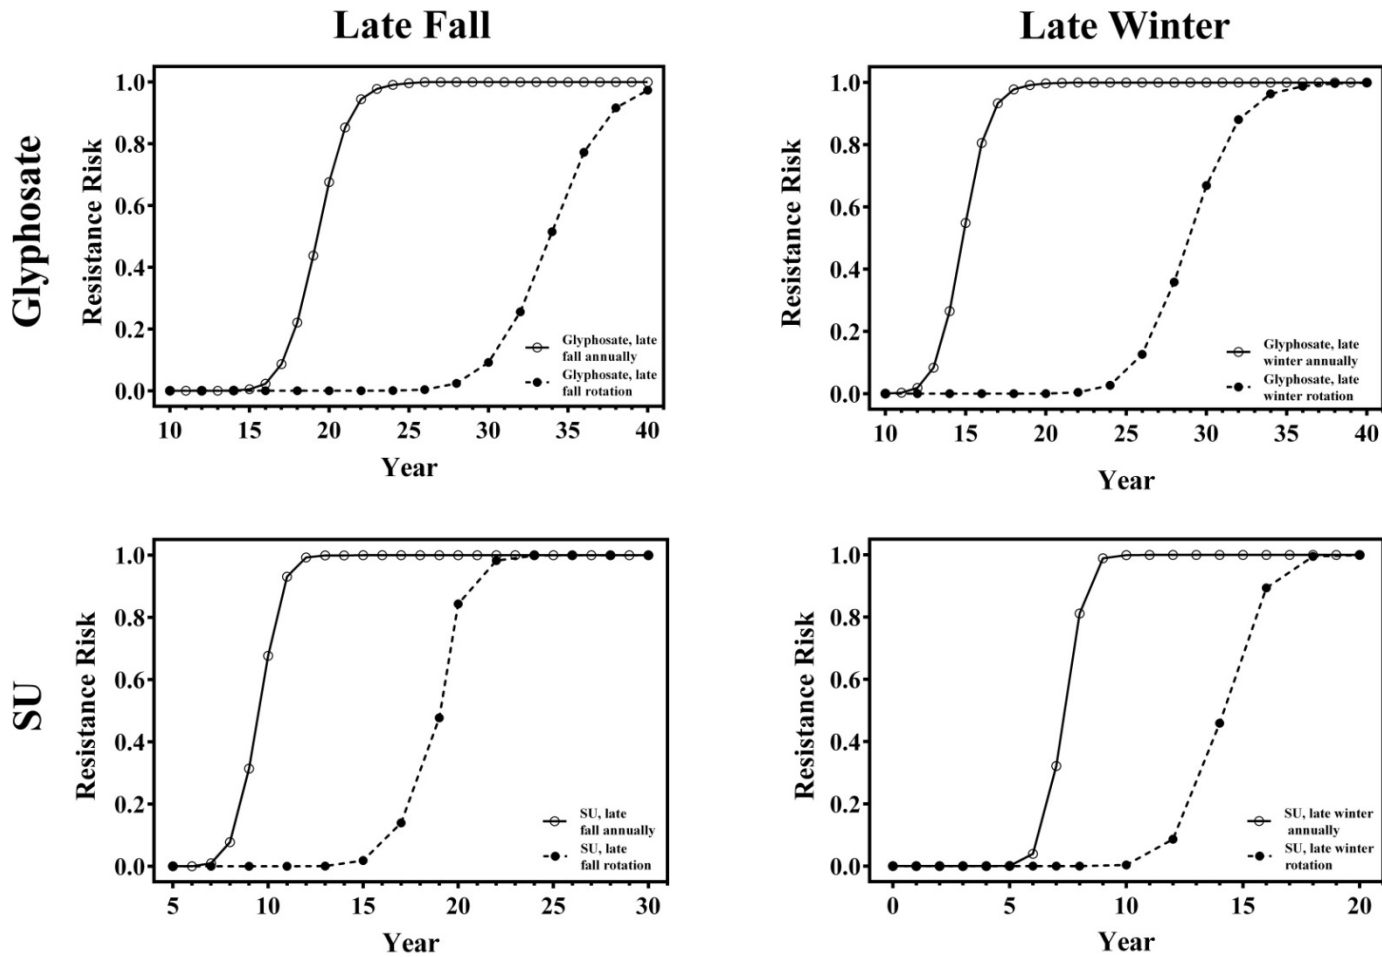 Late Fall
Late Winter
Glyphosate
SU
Resistance Risk
1.0
0.8
0.6
0.4
0.2
0.0
10 15 20 25 30 35 40
Year
Glyphosate, late
fall annually
Glyphosate, late
fall rotation
Resistance Risk
1.0
0.8
0.6
0.4
0.2
0.0
10 15 20 25 30 35 40
Year
Glyphosate, late
winter annually
Glyphosate, late
winter rotation
Resistance Risk
1.0
0.8
0.6
0.4
0.2
0.0
5 10 15 20 25 30
Year
SU, late
fall annually
SU, late
fall rotation
Resistance Risk
1.0
0.8
0.6
0.4
0.2
0.0
0 5 10 15 20
Year
SU, late winter
annually
SU, late winter
rotation